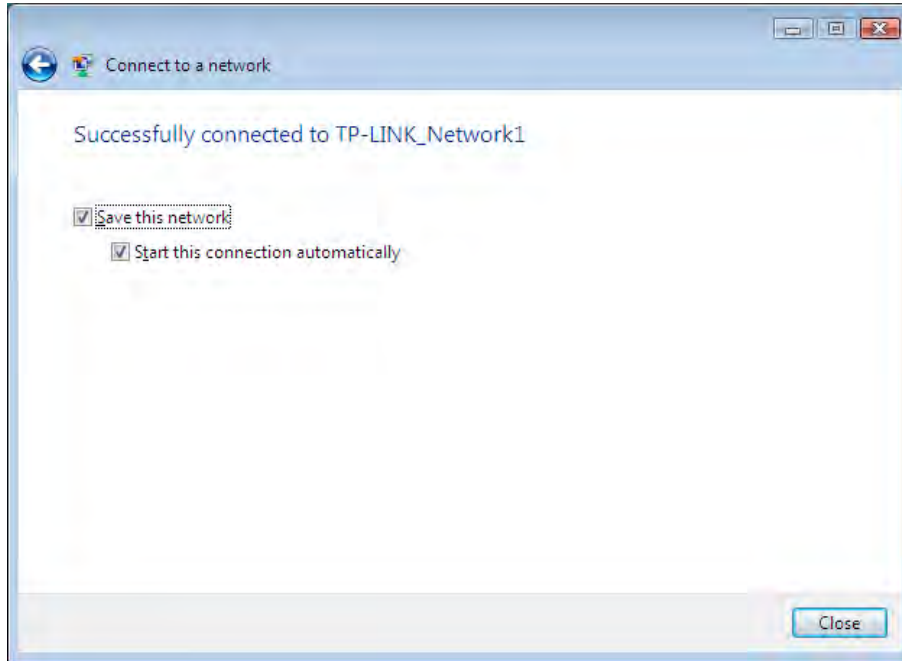 Connect to a network
Successfully connected to TP-LINK_Network1
Save this network
Start this connection automatically
Close